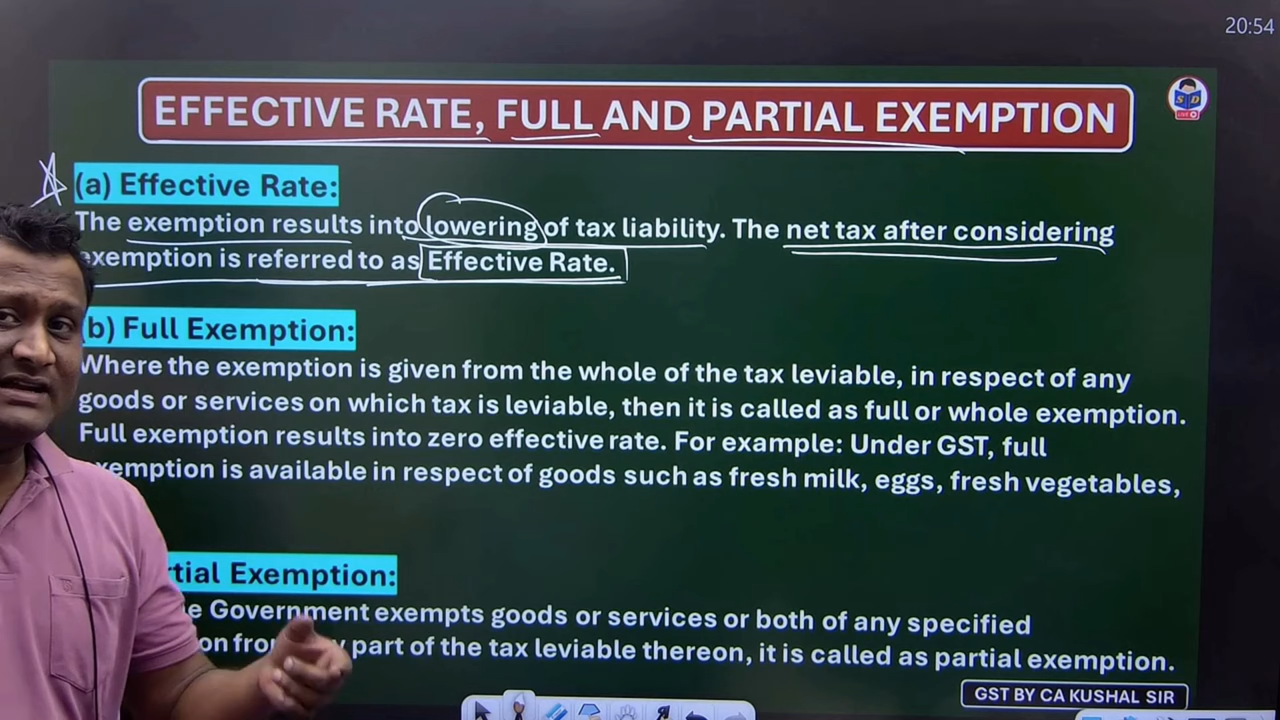 20:54
EFFECTIVE RATE, FULL AND PARTIAL EXEMPTION
S D
LIVE
(a) Effective Rate:
The exemption results into lowering of tax liability. The net tax after considering
exemption is referred to as Effective Rate.
(b) Full Exemption:
Where the exemption is given from the whole of the tax leviable, in respect of any
goods or services on which tax is leviable, then it is called as full or whole exemption.
Full exemption results into zero effective rate. For example: Under GST, full
exemption is available in respect of goods such as fresh milk, eggs, fresh vegetables,
rtial Exemption:
e Government exempts goods or services or both of any specified
on from part of the tax leviable thereon, it is called as partial exemption.
GST BY CA KUSHAL SIR